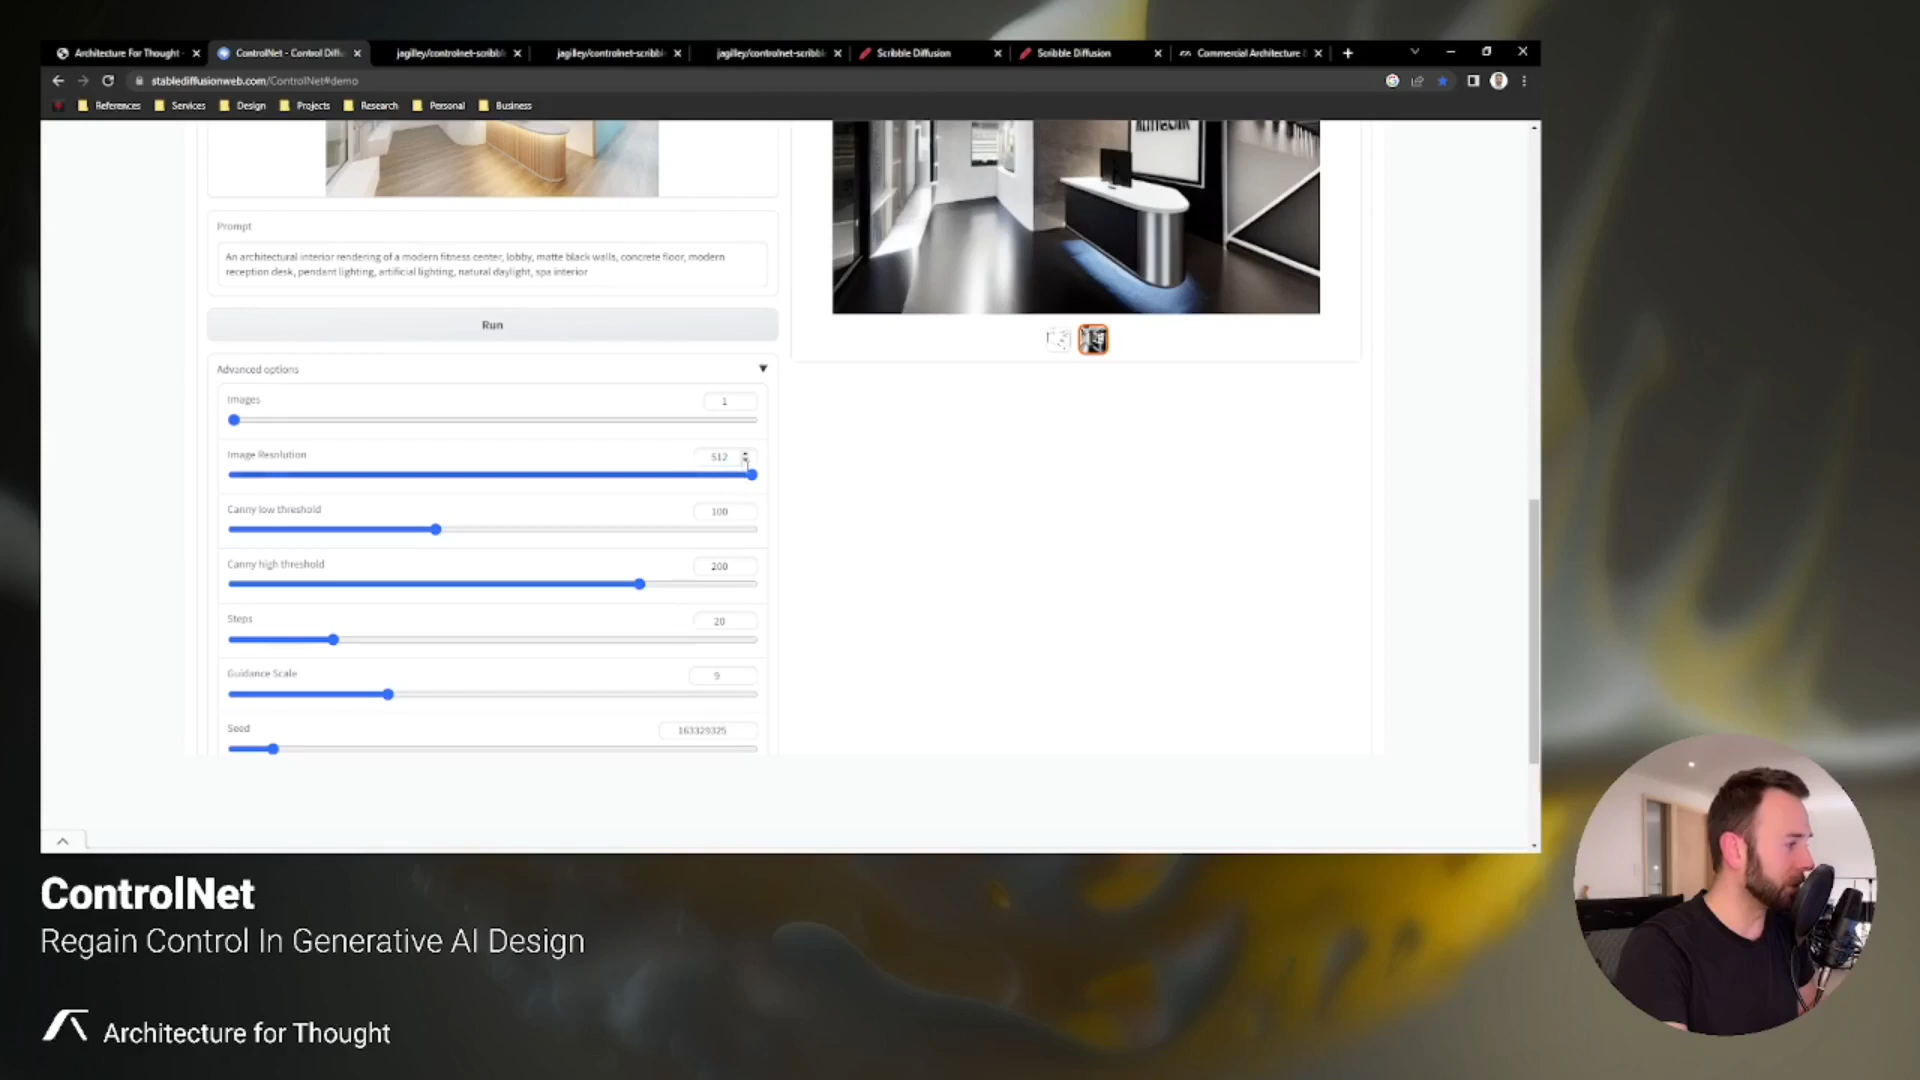 Architecture For Thought
ControlNet - Control Diff
jagilley/controlnet-scribbl
jagilley/controlnet-scribbl
jagilley/controlnet-scribbl
Scribble Diffusion
Scribble Diffusion
Commercial Architecture
stablediffusionweb.com/ControlNet#demo
References
Services
Design
Projects
Research
Personal
Business
Prompt
An architectural interior rendering of a modern fitness center, lobby, matte black walls, concrete floor, modern
reception desk, pendant lighting, artificial lighting, natural daylight, spa interior
Run
Advanced options
Images
1
Image Resolution
512
Canny low threshold
100
Canny high threshold
200
Steps
20
Guidance Scale
9
Seed
163329325
ControlNet
Regain Control In Generative AI Design
Architecture for Thought